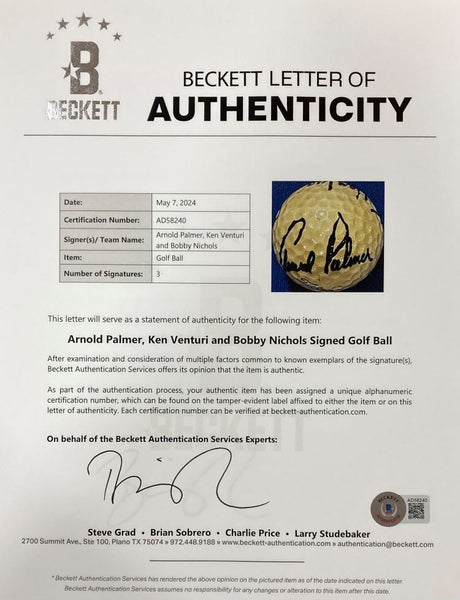 B
BECKETT
BECKETT LETTER OF
AUTHENTICITY
Date: May 7, 2024
Certification Number: AD58240
Signer(s)/ Team Name: Arnold Palmer, Ken Venturi
and Bobby Nichols
Item: Golf Ball
Number of Signatures: 3
Arnold Palmer
This letter will serve as a statement of authenticity for the following item:
Arnold Palmer, Ken Venturi and Bobby Nichols Signed Golf Ball
After examination and consideration of multiple factors common to known exemplars of the signature(s),
Beckett Authentication Services offers its opinion that the item is authentic.
As part of the authentication process, your authentic item has been assigned a unique alphanumeric
certification number, which can be found on the tamper-evident label affixed to either the item or on this
letter of authenticity. Each certification number can be verified at beckett-authentication.com.
BECKETT
On behalf of the Beckett Authentication Services Experts:
BECKETT
AD58240
Steve Grad • Brian Sobrero • Charlie Price • Larry Studebaker
2700 Summit Ave., Ste 100, Plano TX 75074 » 972.448.9188 » www.beckett-authentication.com » authentication@beckett.com
* Beckett Authentication Services has rendered the above opinion on the pictured item as of the date indicated on this letter.
Beckett Authentication Services assumes no responsibility for any changes or alteration to this item after this date.